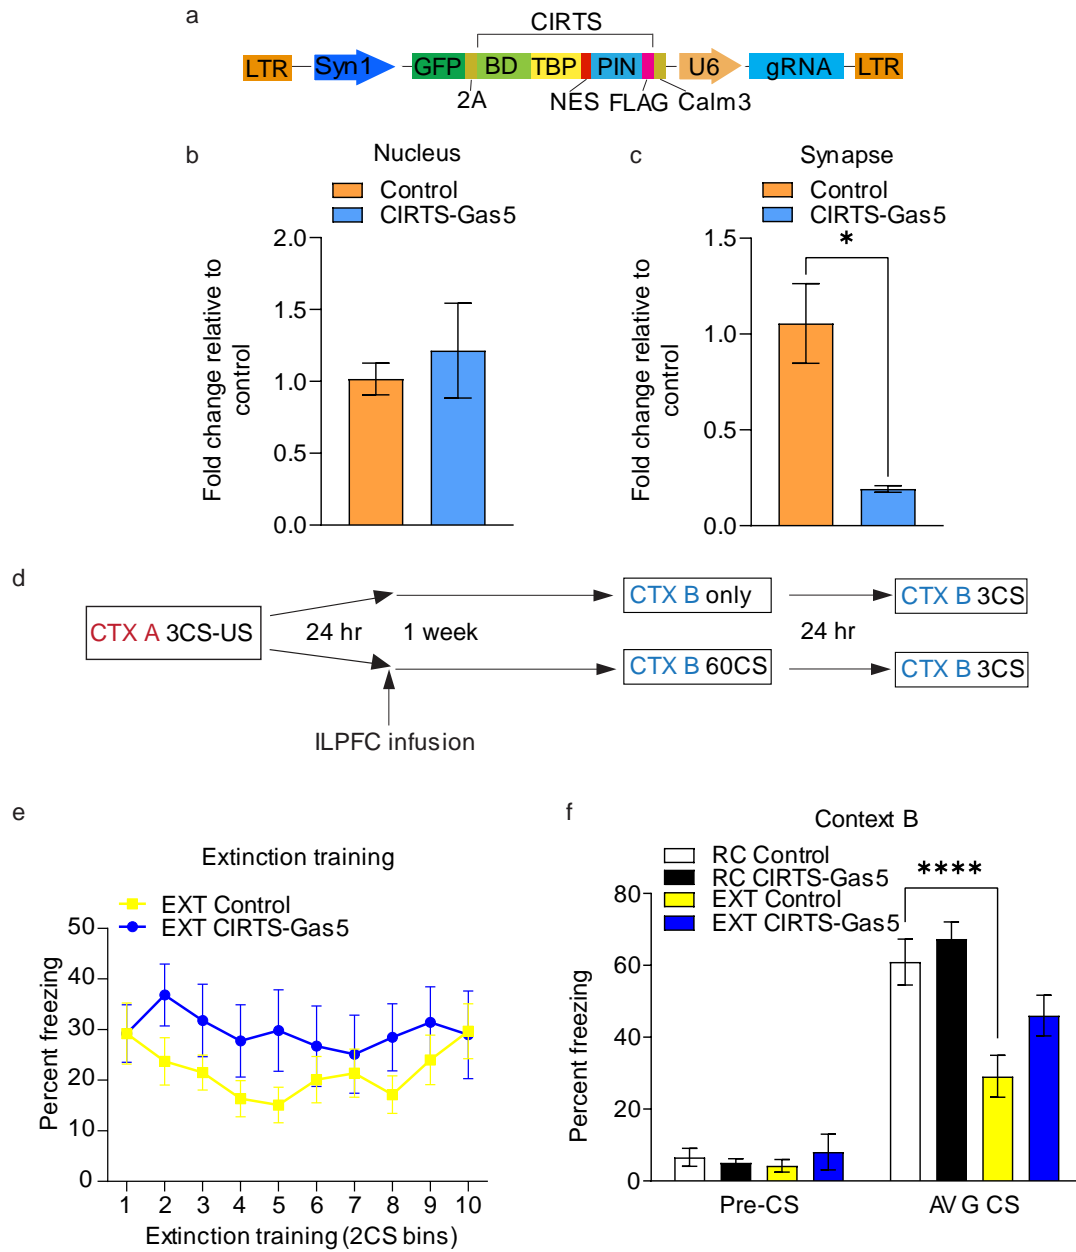 a
CIRTS
LTR
Syn1
GFP
BD
TBP
PIN
U6
gRNA
LTR
2A
NES
FLAG
Calm3
b
Nucleus
Control
CIRTS-Gas5
Fold change relative to
control
2.0
1.5
1.0
0.5
0.0
c
Synapse
Control
CIRTS-Gas5
Fold change relative to
control
1.5
1.0
0.5
0.0
*
d
CTX A 3CS-US
24 hr
1 week
CTX B only
CTX B 60CS
24 hr
CTX B 3CS
CTX B 3CS
ILPFC infusion
e
Extinction training
EXT Control
EXT CIRTS-Gas5
Percent freezing
50
40
30
20
10
0
1 2 3 4 5 6 7 8 9 10
Extinction training (2CS bins)
f
Context B
RC Control
RC CIRTS-Gas5
EXT Control
EXT CIRTS-Gas5
****
Percent freezing
80
60
40
20
0
Pre-CS
AVG CS